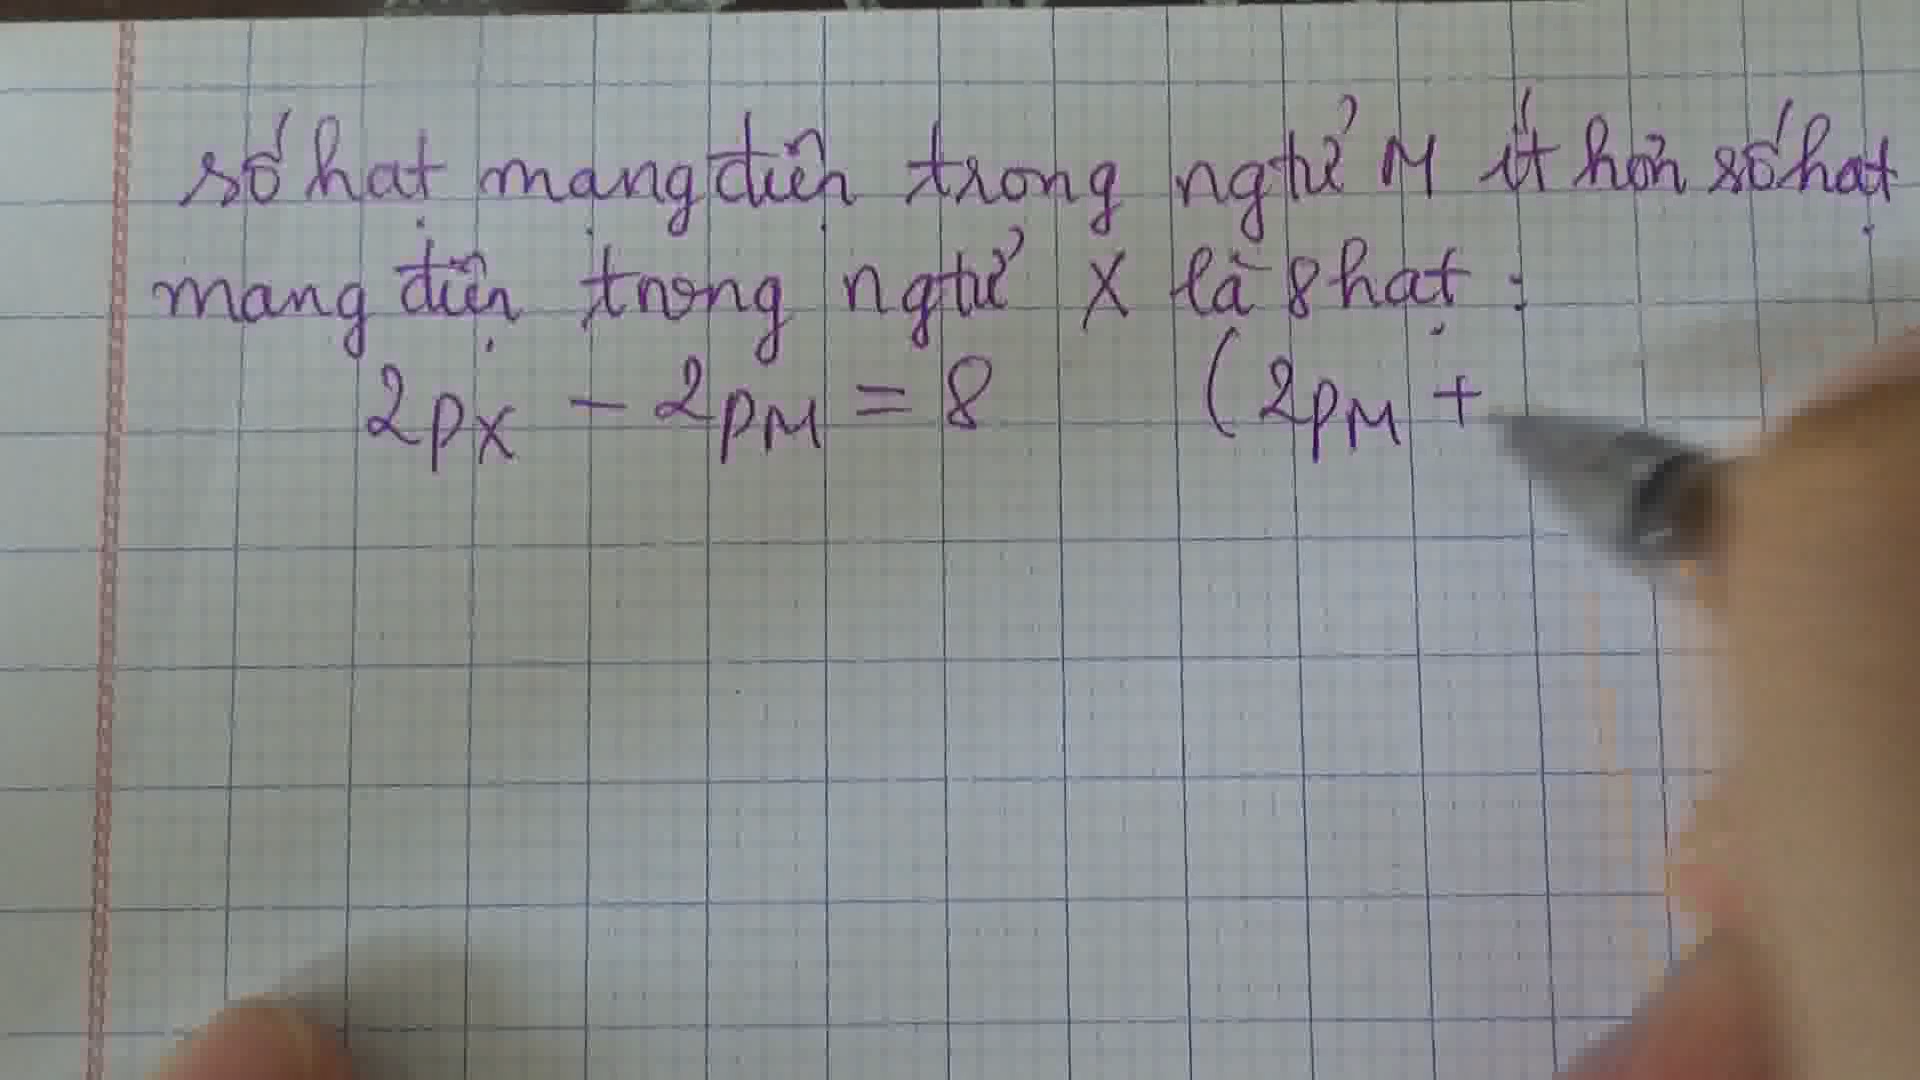 số hạt mang điện trong ngtử M ít hơn số hạt
mang điện trong ngtử X là 8 hạt :
2pX - 2pM = 8 (2pM +